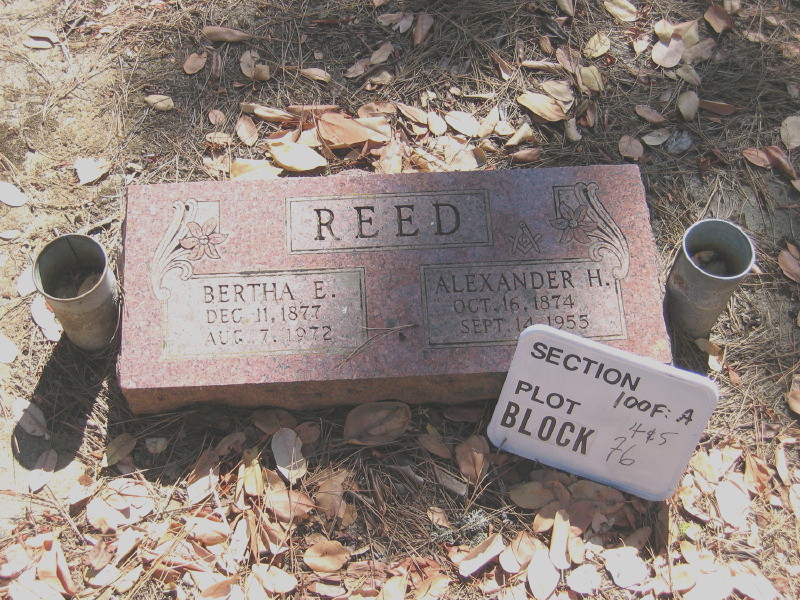 REED
BERTHA E.
DEC. 11, 1877
AUG. 7, 1972
ALEXANDER H.
OCT. 16, 1874
SEPT. 14, 1955
SECTION
100F: A
PLOT 4&5
BLOCK 76